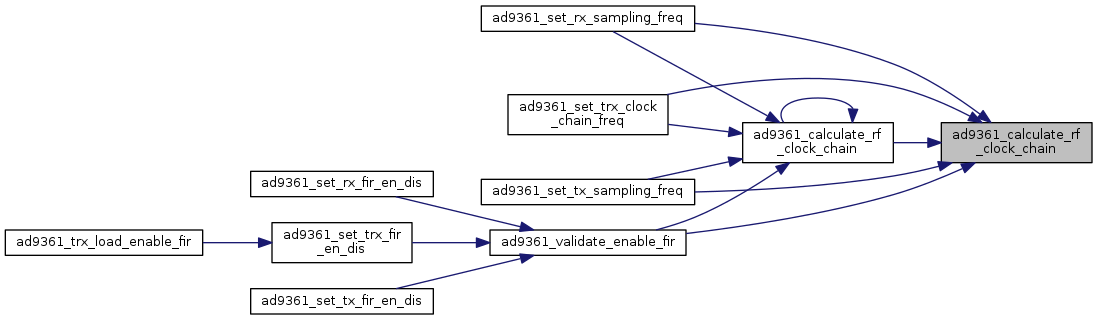 ad9361_set_rx_sampling_freq
ad9361_set_trx_clock
_chain_freq
ad9361_calculate_rf
_clock_chain
ad9361_calculate_rf
_clock_chain
ad9361_set_rx_fir_en_dis
ad9361_set_tx_sampling_freq
ad9361_trx_load_enable_fir
ad9361_set_trx_fir
_en_dis
ad9361_validate_enable_fir
ad9361_set_tx_fir_en_dis